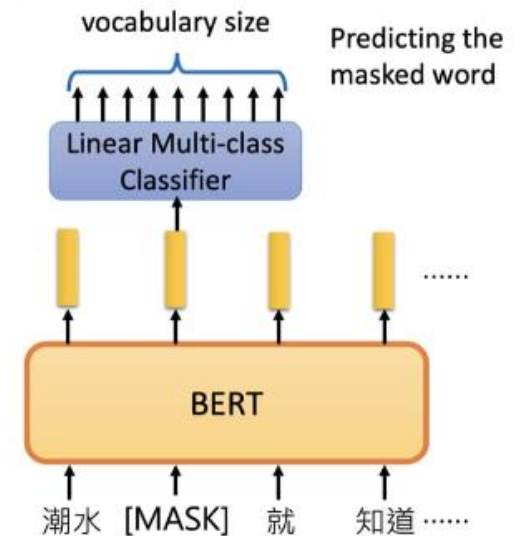 vocabulary size
Predicting the
masked word
Linear Multi-class
Classifier
......
BERT
潮水 [MASK] 就 知道 ......